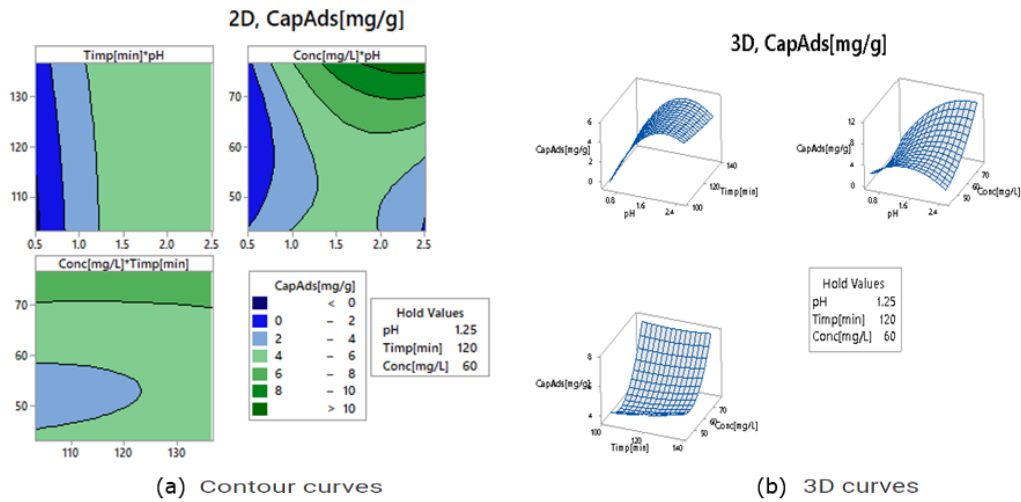 2D, CapAds[mg/g]
Timp[min]*pH
130
120
110
0.5 1.0 1.5 2.0 2.5
Conc[mg/L]*pH
70
60
50
0.5 1.0 1.5 2.0 2.5
Conc[mg/L]*Timp[min]
70
60
50
110 120 130
CapAds[mg/g]
< 0
0 – 2
2 – 4
4 – 6
6 – 8
8 – 10
> 10
Hold Values
pH 1.25
Timp[min] 120
Conc[mg/L] 60
(a) Contour curves
3D, CapAds[mg/g]
6
4
2
0
CapAds[mg/g]
0.8 1.6 2.4
pH
100 120 140
Timp[min]
12
8
4
0
CapAds[mg/g]
0.8 1.6 2.4
pH
50 60 70
Conc[mg/L]
8
4
CapAds[mg/g]
100 120 140
Timp[min]
50 60 70
Conc[mg/L]
Hold Values
pH 1.25
Timp[min] 120
Conc[mg/L] 60
(b) 3D curves